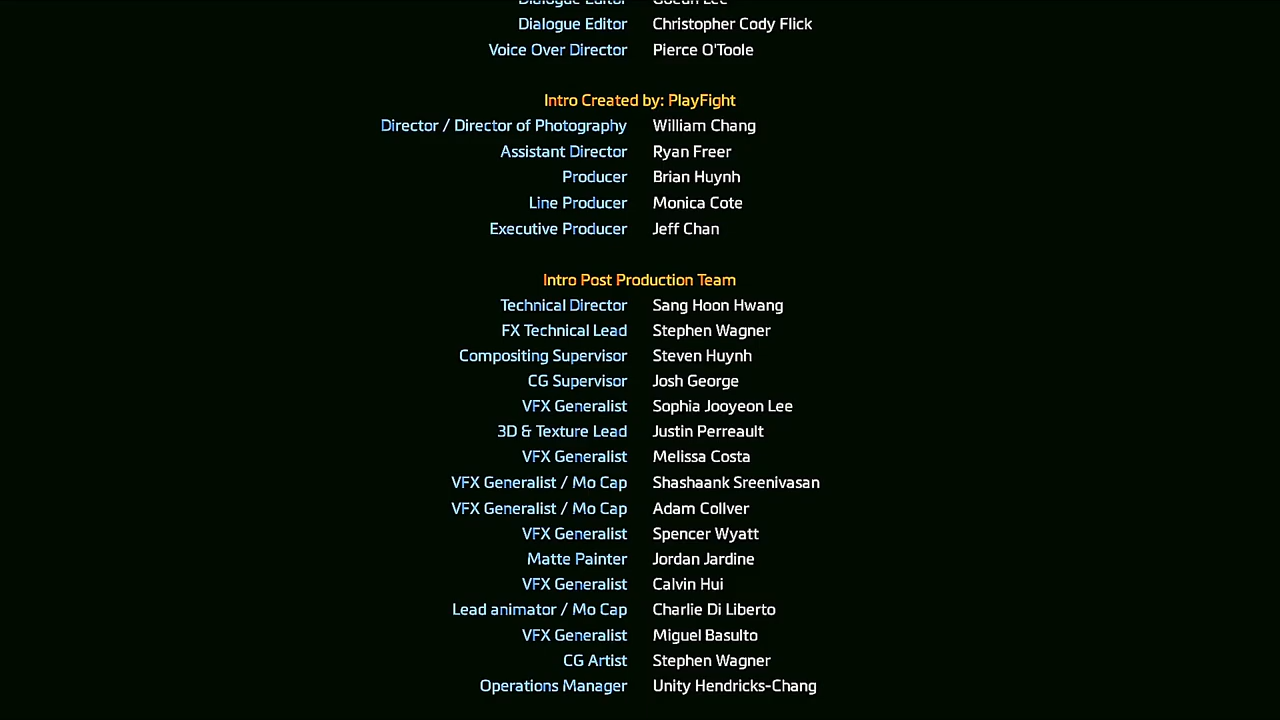 Dialogue Editor
Dialogue Editor Christopher Cody Flick
Voice Over Director Pierce O'Toole
Intro Created by: PlayFight
Director / Director of Photography William Chang
Assistant Director Ryan Freer
Producer Brian Huynh
Line Producer Monica Cote
Executive Producer Jeff Chan
Intro Post Production Team
Technical Director Sang Hoon Hwang
FX Technical Lead Stephen Wagner
Compositing Supervisor Steven Huynh
CG Supervisor Josh George
VFX Generalist Sophia Jooyeon Lee
3D & Texture Lead Justin Perreault
VFX Generalist Melissa Costa
VFX Generalist / Mo Cap Shashaank Sreenivasan
VFX Generalist / Mo Cap Adam Collver
VFX Generalist Spencer Wyatt
Matte Painter Jordan Jardine
VFX Generalist Calvin Hui
Lead animator / Mo Cap Charlie Di Liberto
VFX Generalist Miguel Basulto
CG Artist Stephen Wagner
Operations Manager Unity Hendricks-Chang